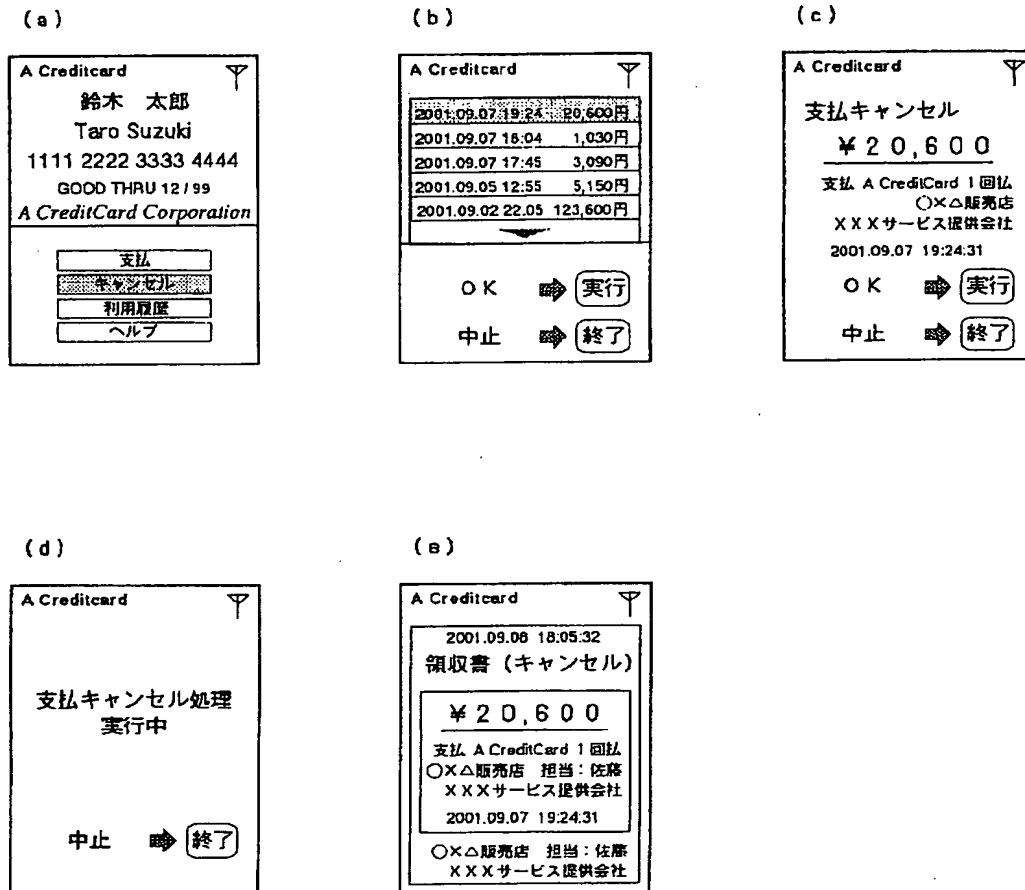 (a)
A Creditcard
鈴木 太郎
Taro Suzuki
1111 2222 3333 4444
GOOD THRU 12/99
A CreditCard Corporation
支払
キャンセル
利用履歴
ヘルプ
(b)
A Creditcard
2001.09.07 19:24 20,600円
2001.09.07 18:04 1,030円
2001.09.07 17:45 3,090円
2001.09.05 12:55 5,150円
2001.09.02 22.05 123,600円
OK 実行
中止 終了
(c)
A Creditcard
支払キャンセル
¥20,600
支払 A CreditCard 1回払
○×△販売店
XXXサービス提供会社
2001.09.07 19:24:31
OK 実行
中止 終了
(d)
A Creditcard
支払キャンセル処理
実行中
中止 終了
(e)
A Creditcard
2001.09.08 18:05:32
領収書(キャンセル)
¥20,600
支払 A CreditCard 1回払
○×△販売店 担当:佐藤
XXXサービス提供会社
2001.09.07 19:24:31
○×△販売店 担当:佐藤
XXXサービス提供会社